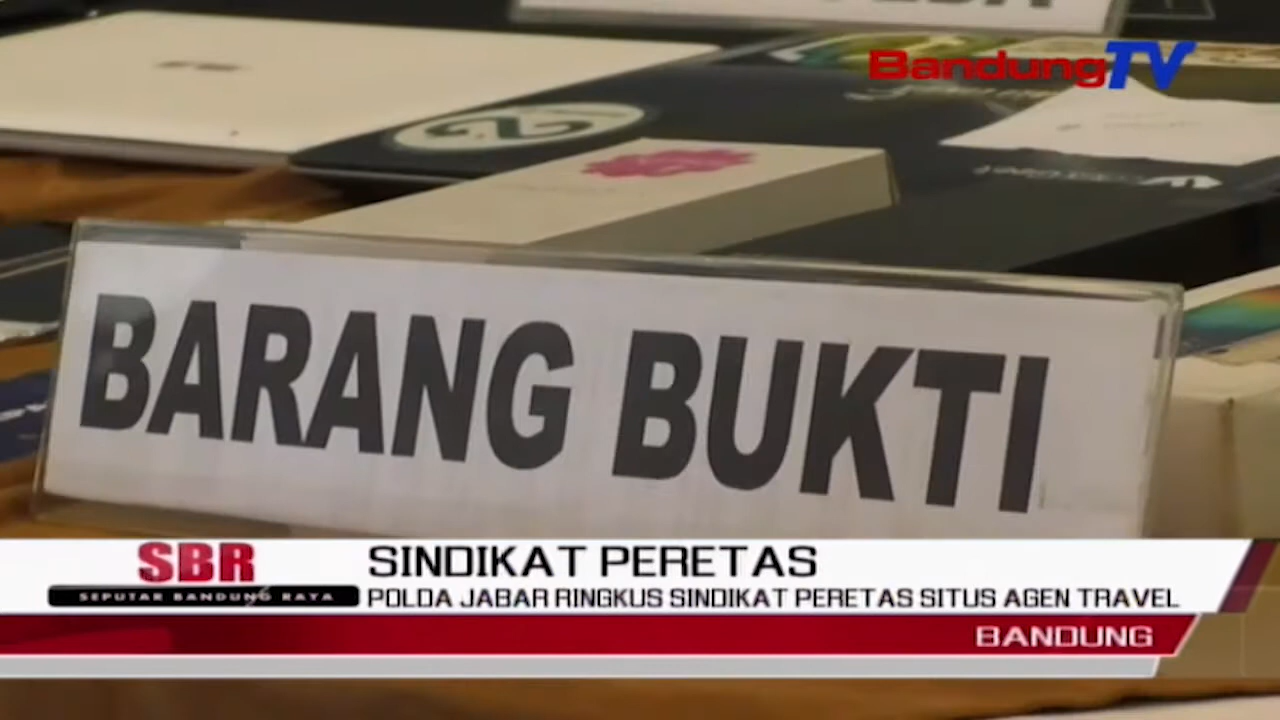 BandungTV
BARANG BUKTI
SBR
SEPUTAR BANDUNG RAYA
SINDIKAT PERETAS
POLDA JABAR RINGKUS SINDIKAT PERETAS SITUS AGEN TRAVEL
BANDUNG